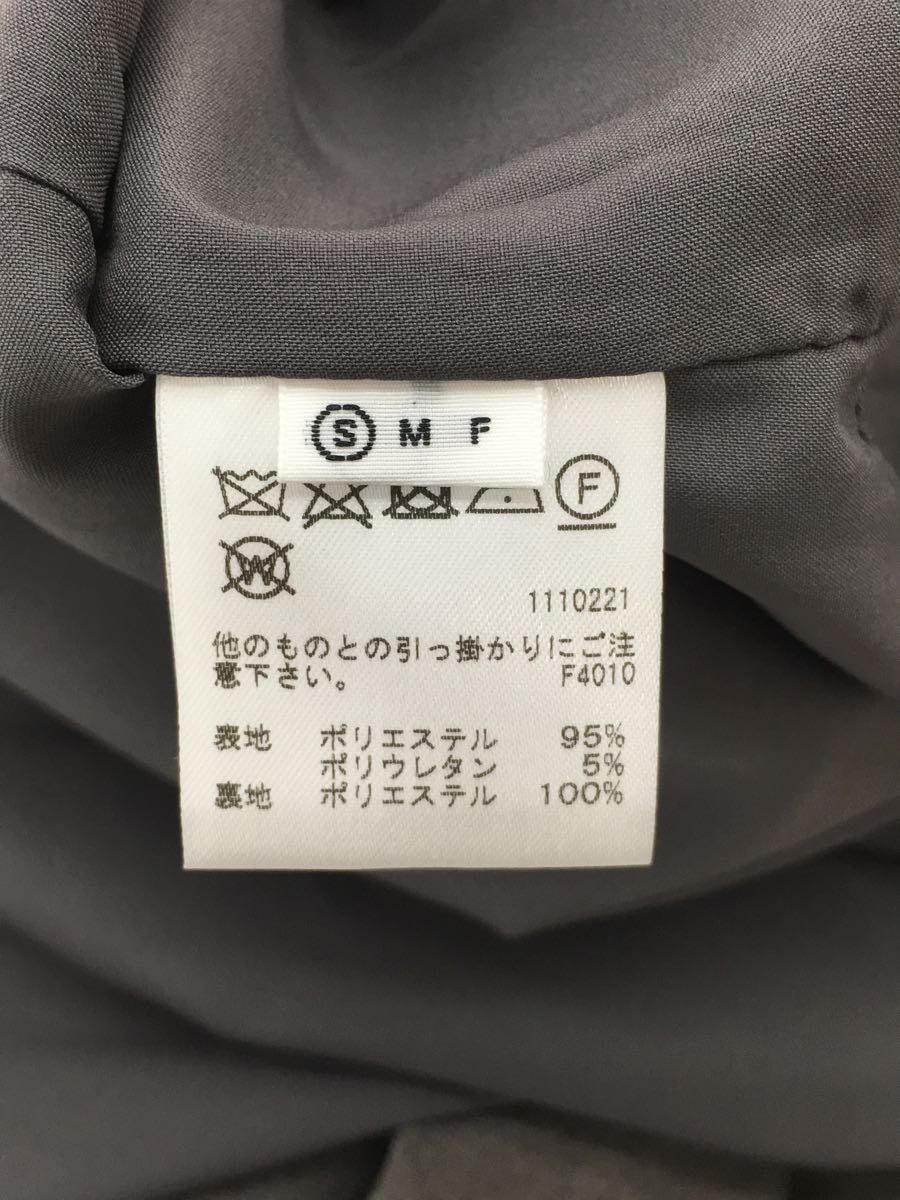 S M F
F
W
1110221
他のものとの引っ掛かりにご注
意下さい。 F4010
表地 ポリエステル 95%
ポリウレタン 5%
裏地 ポリエステル 100%